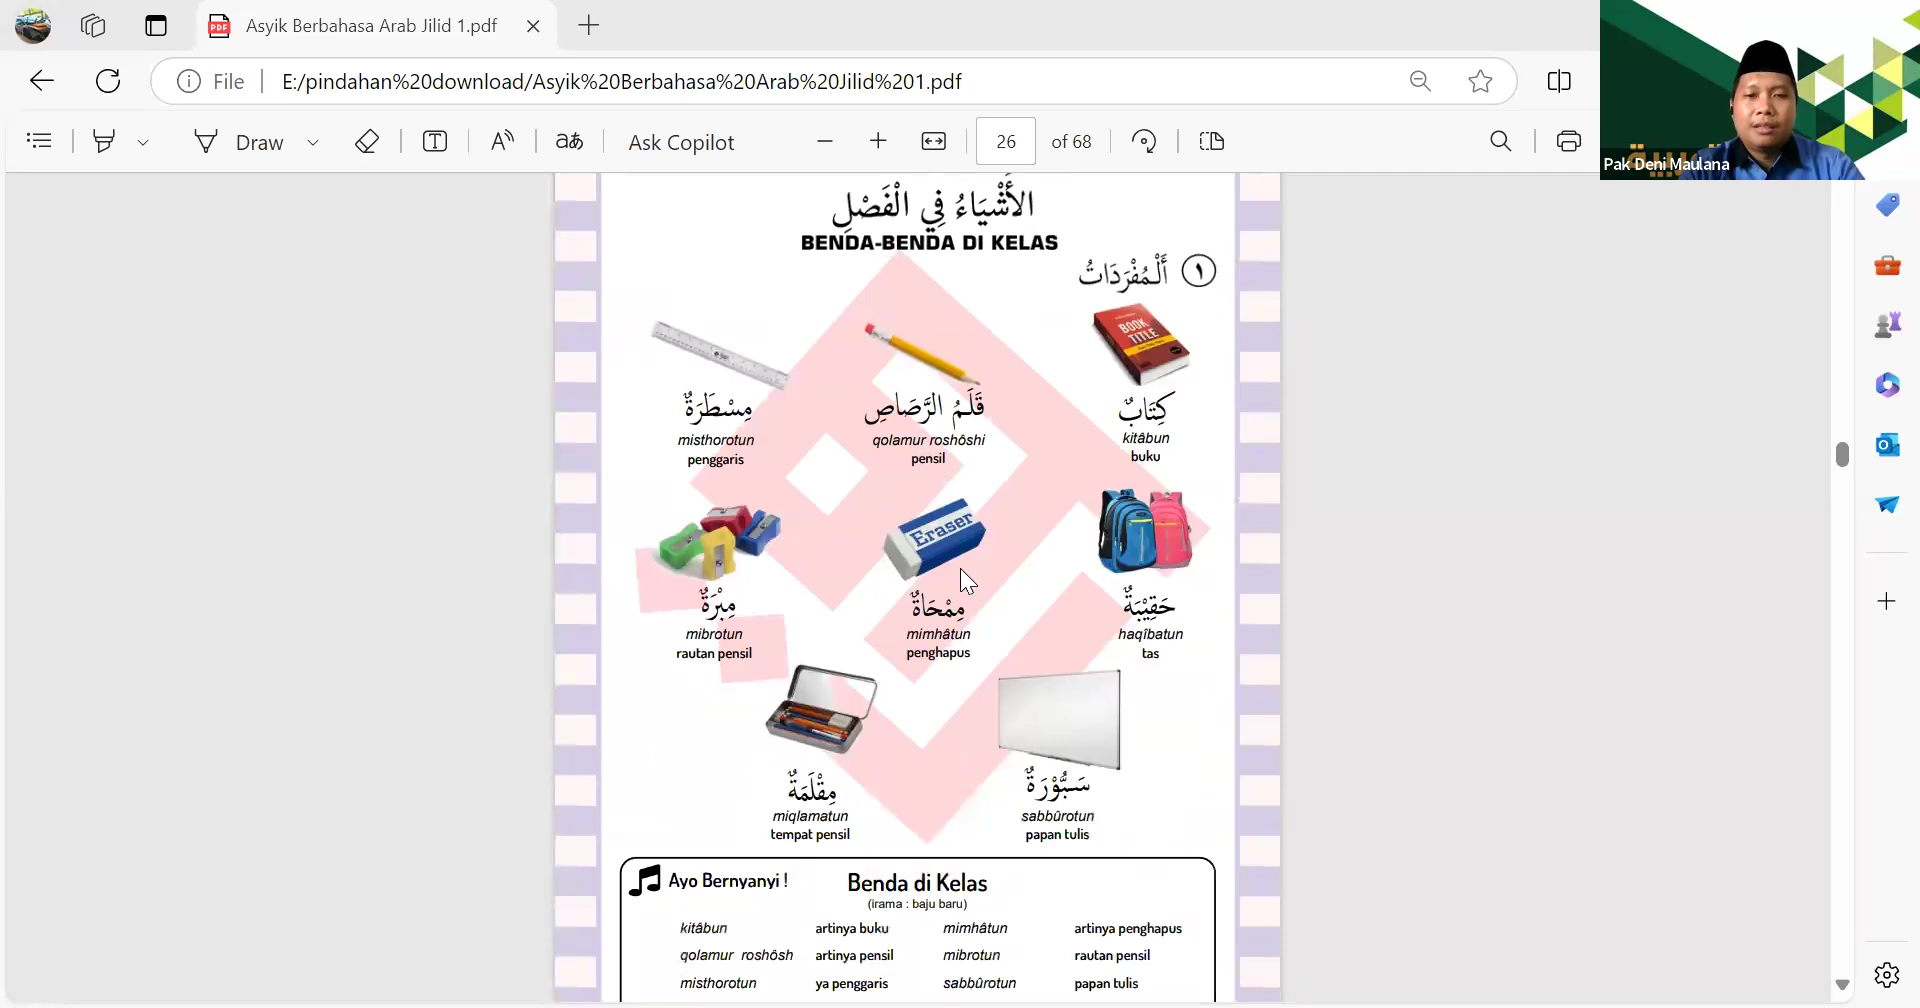 Asyik Berbahasa Arab Jilid 1.pdf
File
E:/pindahan%20download/Asyik%20Berbahasa%20Arab%20Jilid%201.pdf
Draw
Ask Copilot
26 of 68
Pak Deni Maulana
الأَشْيَاءُ فِي الْفَصْلِ
BENDA-BENDA DI KELAS
١ أَلْمُفْرَدَاتُ
BOOK TITLE
كِتَابٌ
kitâbun
buku
قَلَمُ الرَّصَاصِ
qolamur roshôshi
pensil
مِسْطَرَةٌ
misthorotun
penggaris
حَقِيْبَةٌ
haqîbatun
tas
Eraser
مِمْحَاةٌ
mimhâtun
penghapus
مِبْرَةٌ
mibrotun
rautan pensil
سَبُّوْرَةٌ
sabbûrotun
papan tulis
مِقْلَمَةٌ
miqlamatun
tempat pensil
Ayo Bernyanyi !
Benda di Kelas
(irama : baju baru)
kitâbun artinya buku mimhâtun artinya penghapus
qolamur roshôsh artinya pensil mibrotun rautan pensil
misthorotun ya penggaris sabbûrotun papan tulis